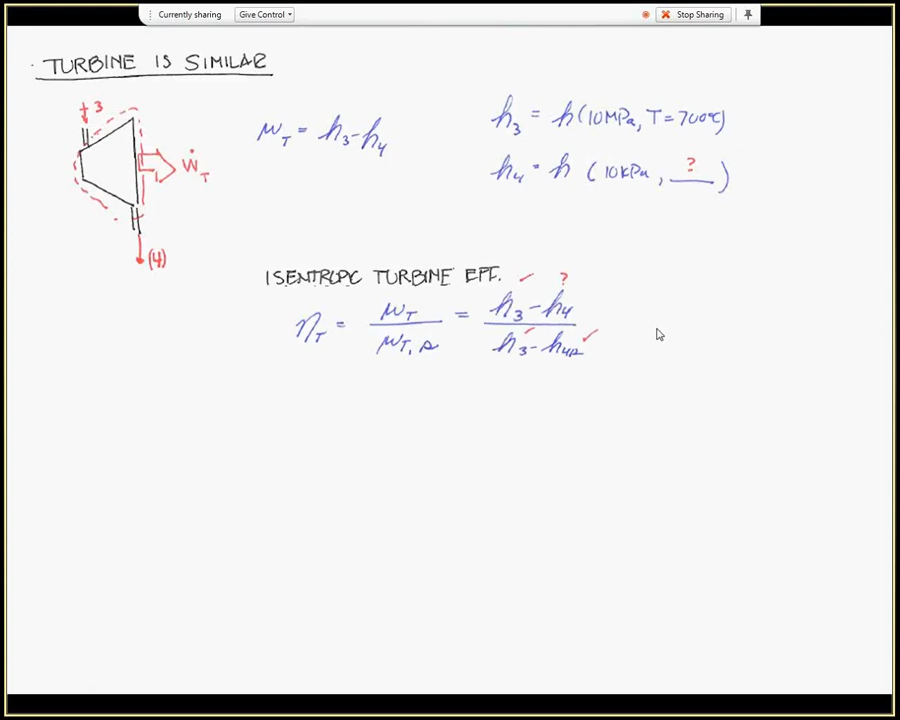 Currently sharing Give Control Stop Sharing
· TURBINE IS SIMILAR
3
Ẇ_T
(4)
w_T = h_3 - h_4
h_3 = h (10MPa, T = 700°C)
h_4 = h (10kPa, ?)
ISENTROPIC TURBINE EFF. ✓ ?
η_T = w_T / w_T,s = h_3 - h_4 / h_3 - h_4s